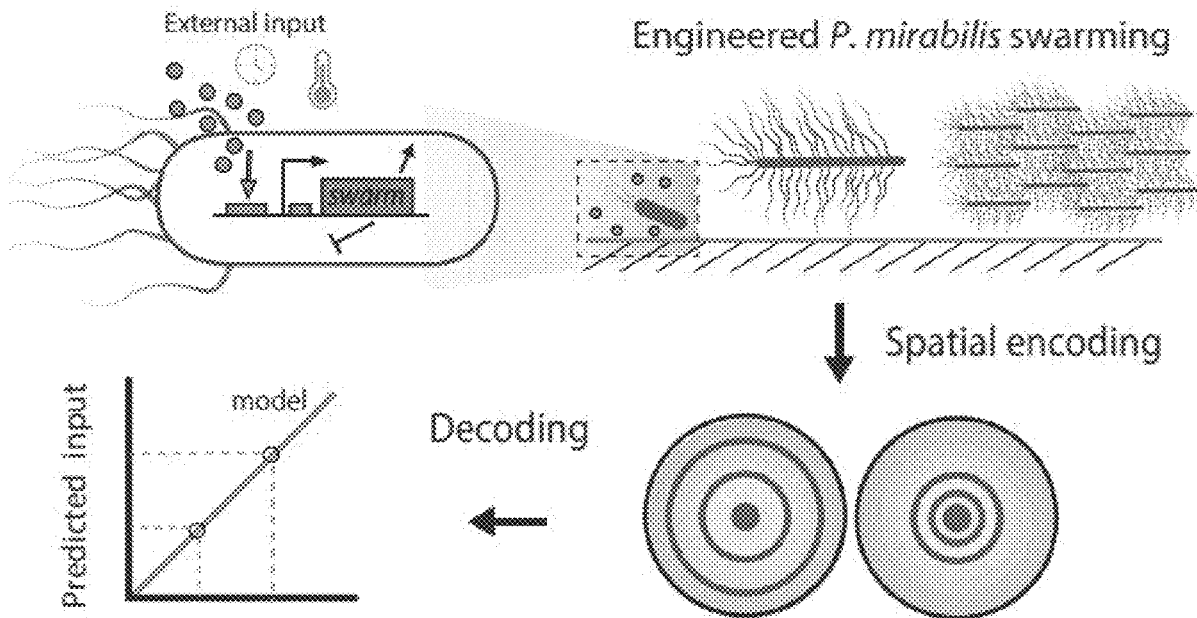 External Input
Engineered P. mirabilis swarming
Spatial encoding
model
Decoding
Predicted input